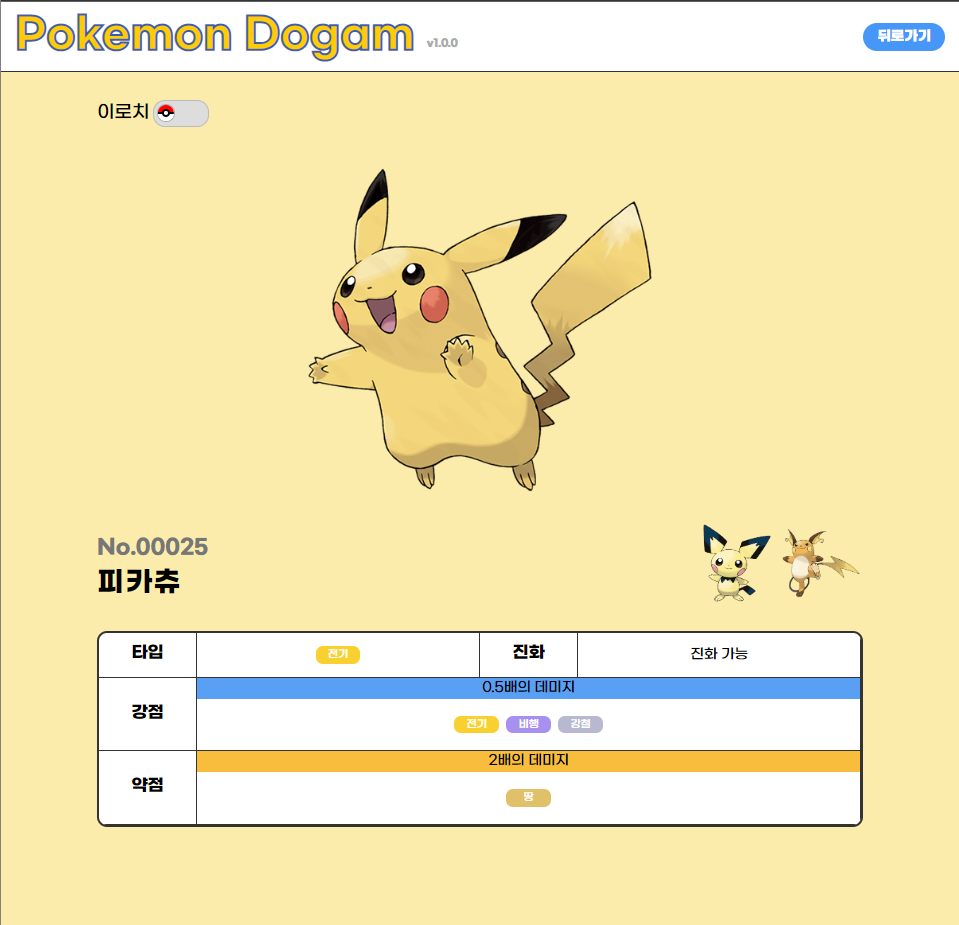 Pokemon Dogam v1.0.0
뒤로가기
이로치
No.00025
피카츄
타입 전기 진화 진화 가능
강점 0.5배의 데미지
전기 비행 강철
약점 2배의 데미지
땅